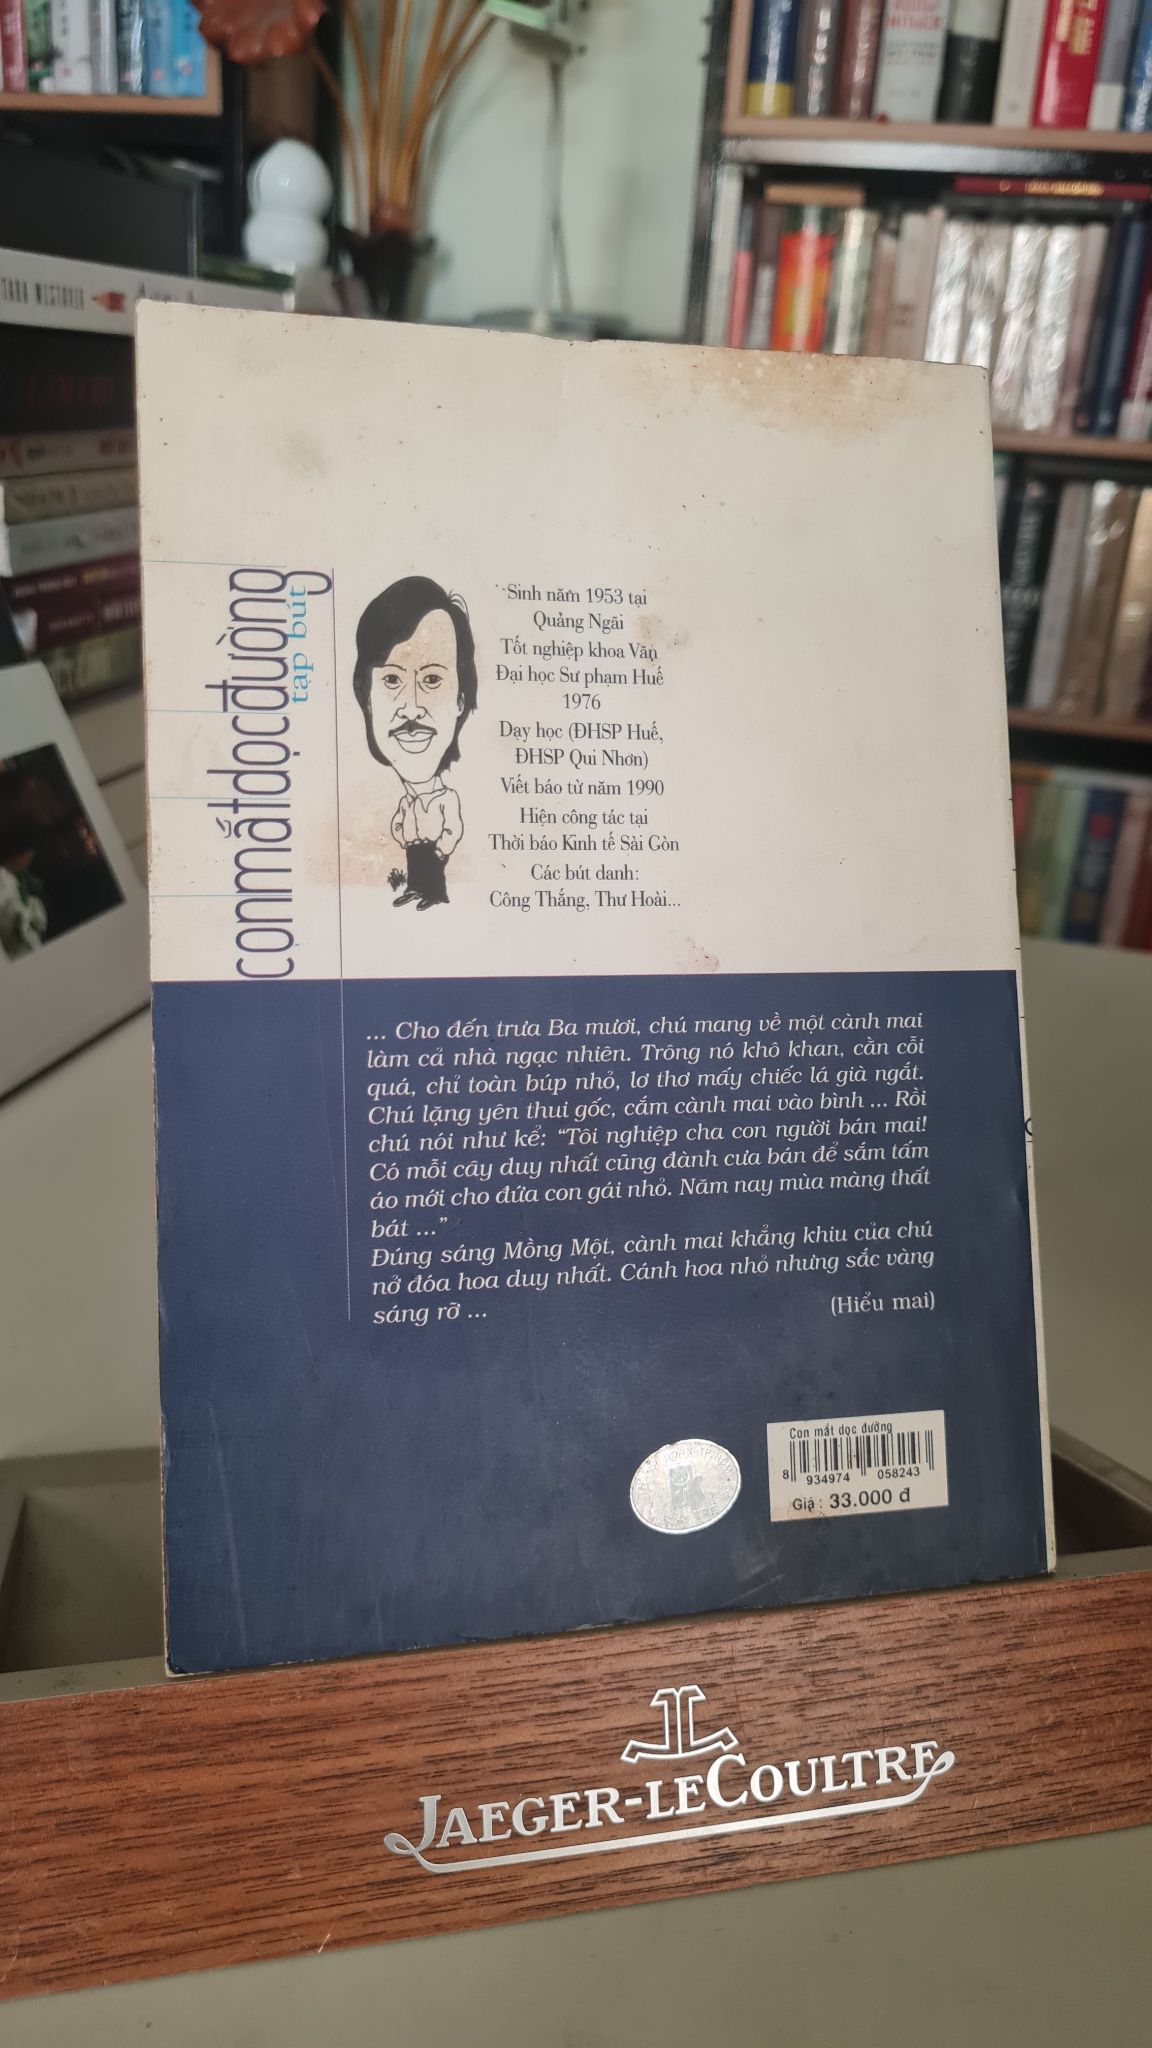 TARA WESTOVER
conmắtdọcđường
tạp bút
Sinh năm 1953 tại
Quảng Ngãi
Tốt nghiệp khoa Văn
Đại học Sư phạm Huế
1976
Dạy học (ĐHSP Huế,
ĐHSP Qui Nhơn)
Viết báo từ năm 1990
Hiện công tác tại
Thời báo Kinh tế Sài Gòn
Các bút danh:
Công Thắng, Thư Hoài...
... Cho đến trưa Ba mươi, chú mang về một cành mai
làm cả nhà ngạc nhiên. Trông nó khô khan, cằn cỗi
quá, chỉ toàn búp nhỏ, lơ thơ mấy chiếc lá già ngắt.
Chú lặng yên thui gốc, cắm cành mai vào bình ... Rồi
chú nói như kể: “Tôi nghiệp cha con người bán mai!
Có mỗi cây duy nhất cũng đành cưa bán để sắm tấm
áo mới cho đứa con gái nhỏ. Năm nay mùa màng thất
bát ...”
Đúng sáng Mồng Một, cành mai khẳng khiu của chú
nở đóa hoa duy nhất. Cánh hoa nhỏ nhưng sắc vàng
sáng rỡ ...
(Hiểu mai)
Con mắt dọc đường
8 934974 058243
Giá : 33.000 đ
JAEGER-LECOULTRE